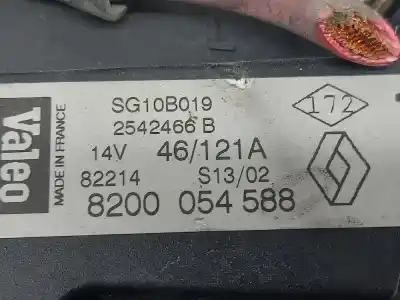 Valeo
MADE IN FRANCE
SG10B019
2542466 B
14V 46/121A
82214 S13/02
8200 054 588
172